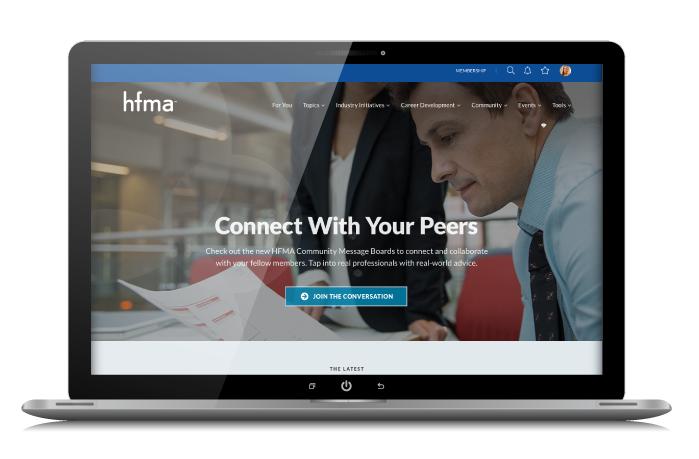 MEMBERSHIP
hfma™
For You Topics Industry Initiatives Career Development Community Events Tools
Connect With Your Peers
Check out the new HFMA Community Message Boards to connect and collaborate
with your fellow members. Tap into real professionals with real-world advice.
JOIN THE CONVERSATION
THE LATEST